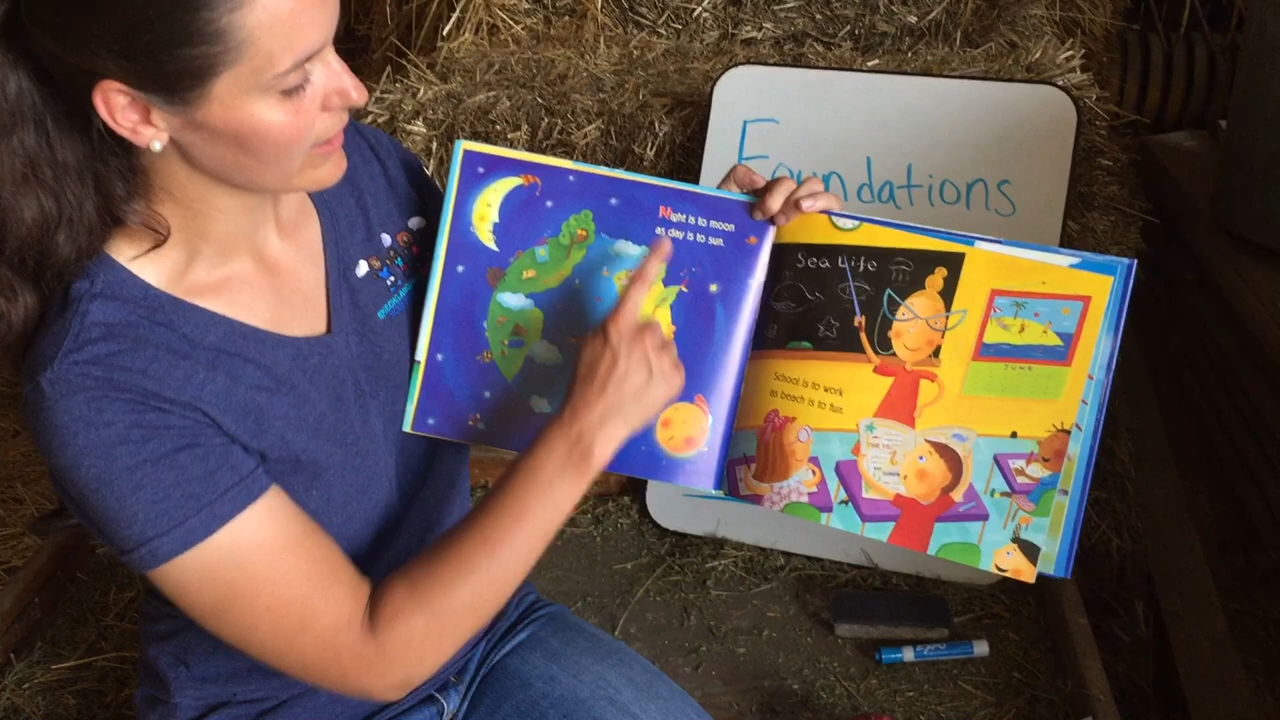 Foundations
Night is to moon
as day is to sun.
Sea Life
School is to work
as beach is to fun.
JUNE
EXPO